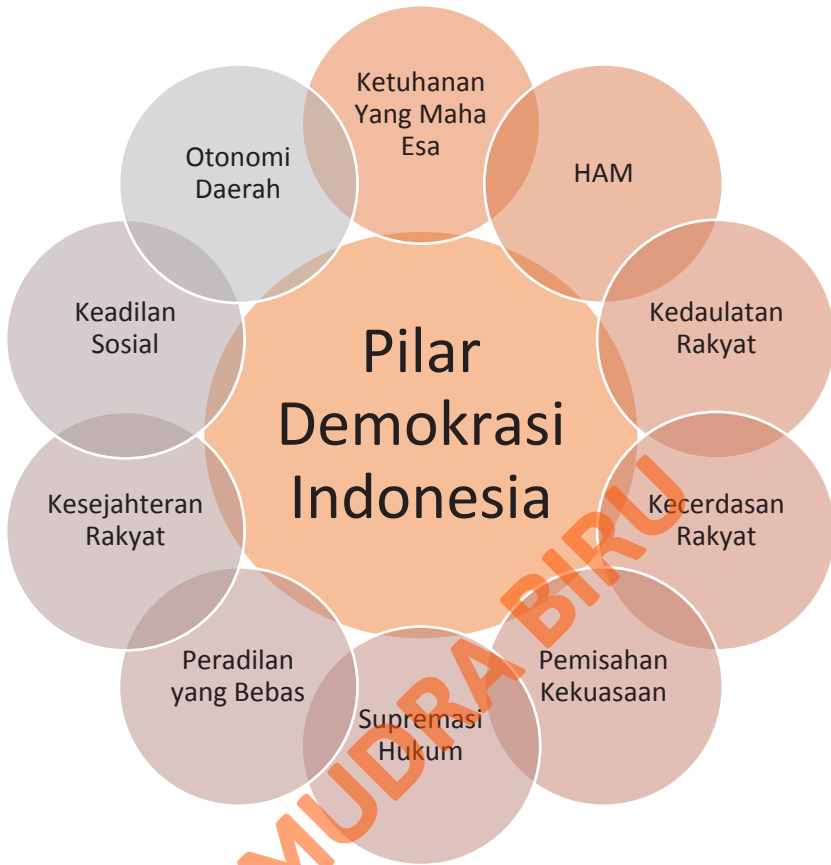 Pilar
Demokrasi
Indonesia
Ketuhanan
Yang Maha
Esa
HAM
Kedaulatan
Rakyat
Kecerdasan
Rakyat
Pemisahan
Kekuasaan
Supremasi
Hukum
Peradilan
yang Bebas
Kesejahteran
Rakyat
Keadilan
Sosial
Otonomi
Daerah
MUDRA BIRU